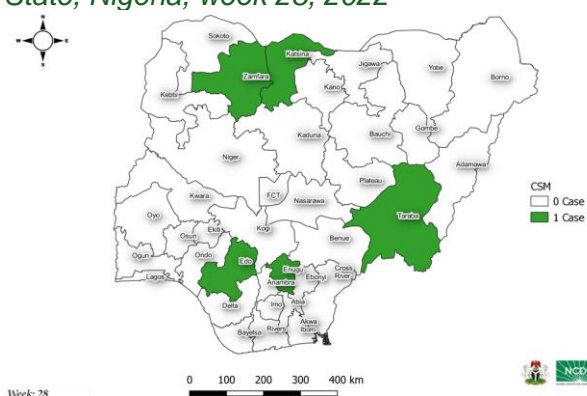 State, Nigeria, week 28, 2022
N
W
E
S
Sokoto
Katsina
Zamfara
Jigawa
Yobe
Borno
Kebbi
Kano
Gombe
Kaduna
Bauchi
Adamawa
Niger
Plateau
CSM
0 Case
1 Case
FCT
Kwara
Nasarawa
Taraba
Oyo
Kogi
Ekiti
Osun
Benue
Ogun
Ondo
Edo
Enugu
Ebonyi
Cross
River
Lagos
Anambra
Delta
Imo
Abia
Bayelsa
Rivers
Akwa
Ibom
Week: 28
0 100 200 300 400 km
NCD